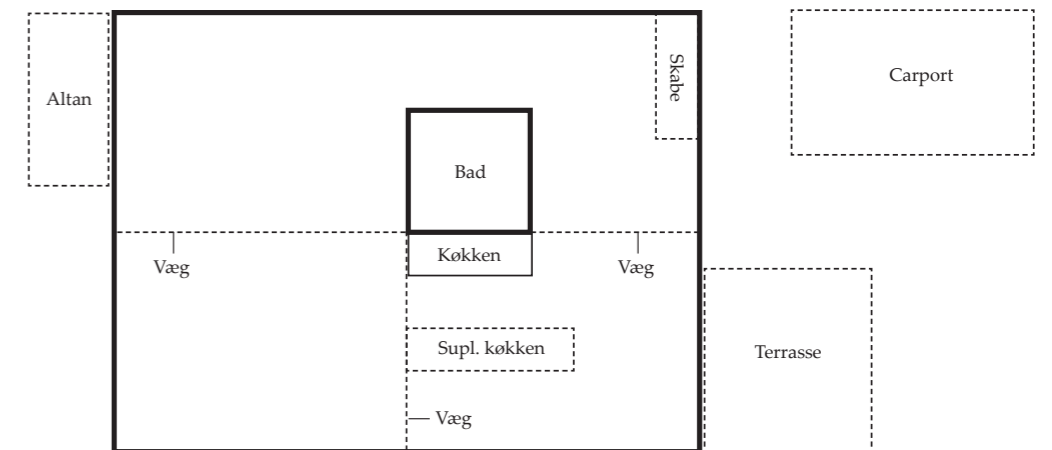 Altan
Skabe
Carport
Bad
Køkken
Væg
Væg
Supl. køkken
Terrasse
Væg